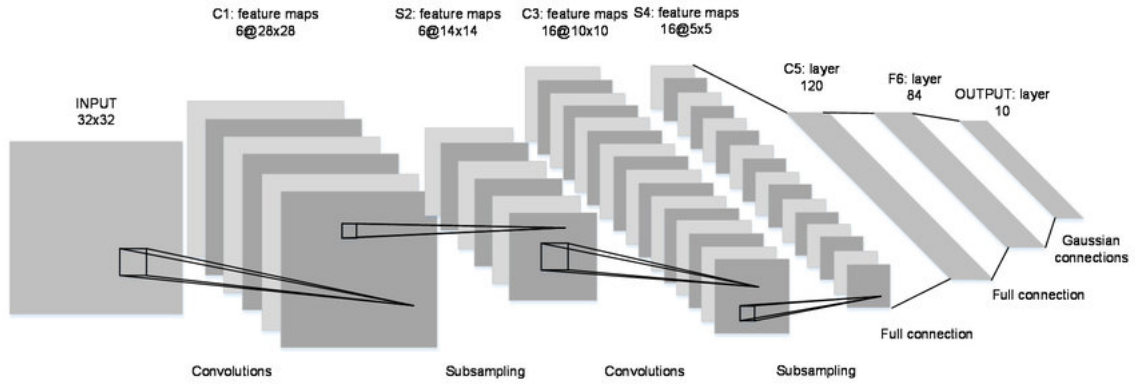 C1: feature maps
6@28x28
S2: feature maps
6@14x14
C3: feature maps
16@10x10
S4: feature maps
16@5x5
INPUT
32x32
C5: layer
120
F6: layer
84
OUTPUT: layer
10
Gaussian
connections
Full connection
Full connection
Convolutions
Subsampling
Convolutions
Subsampling